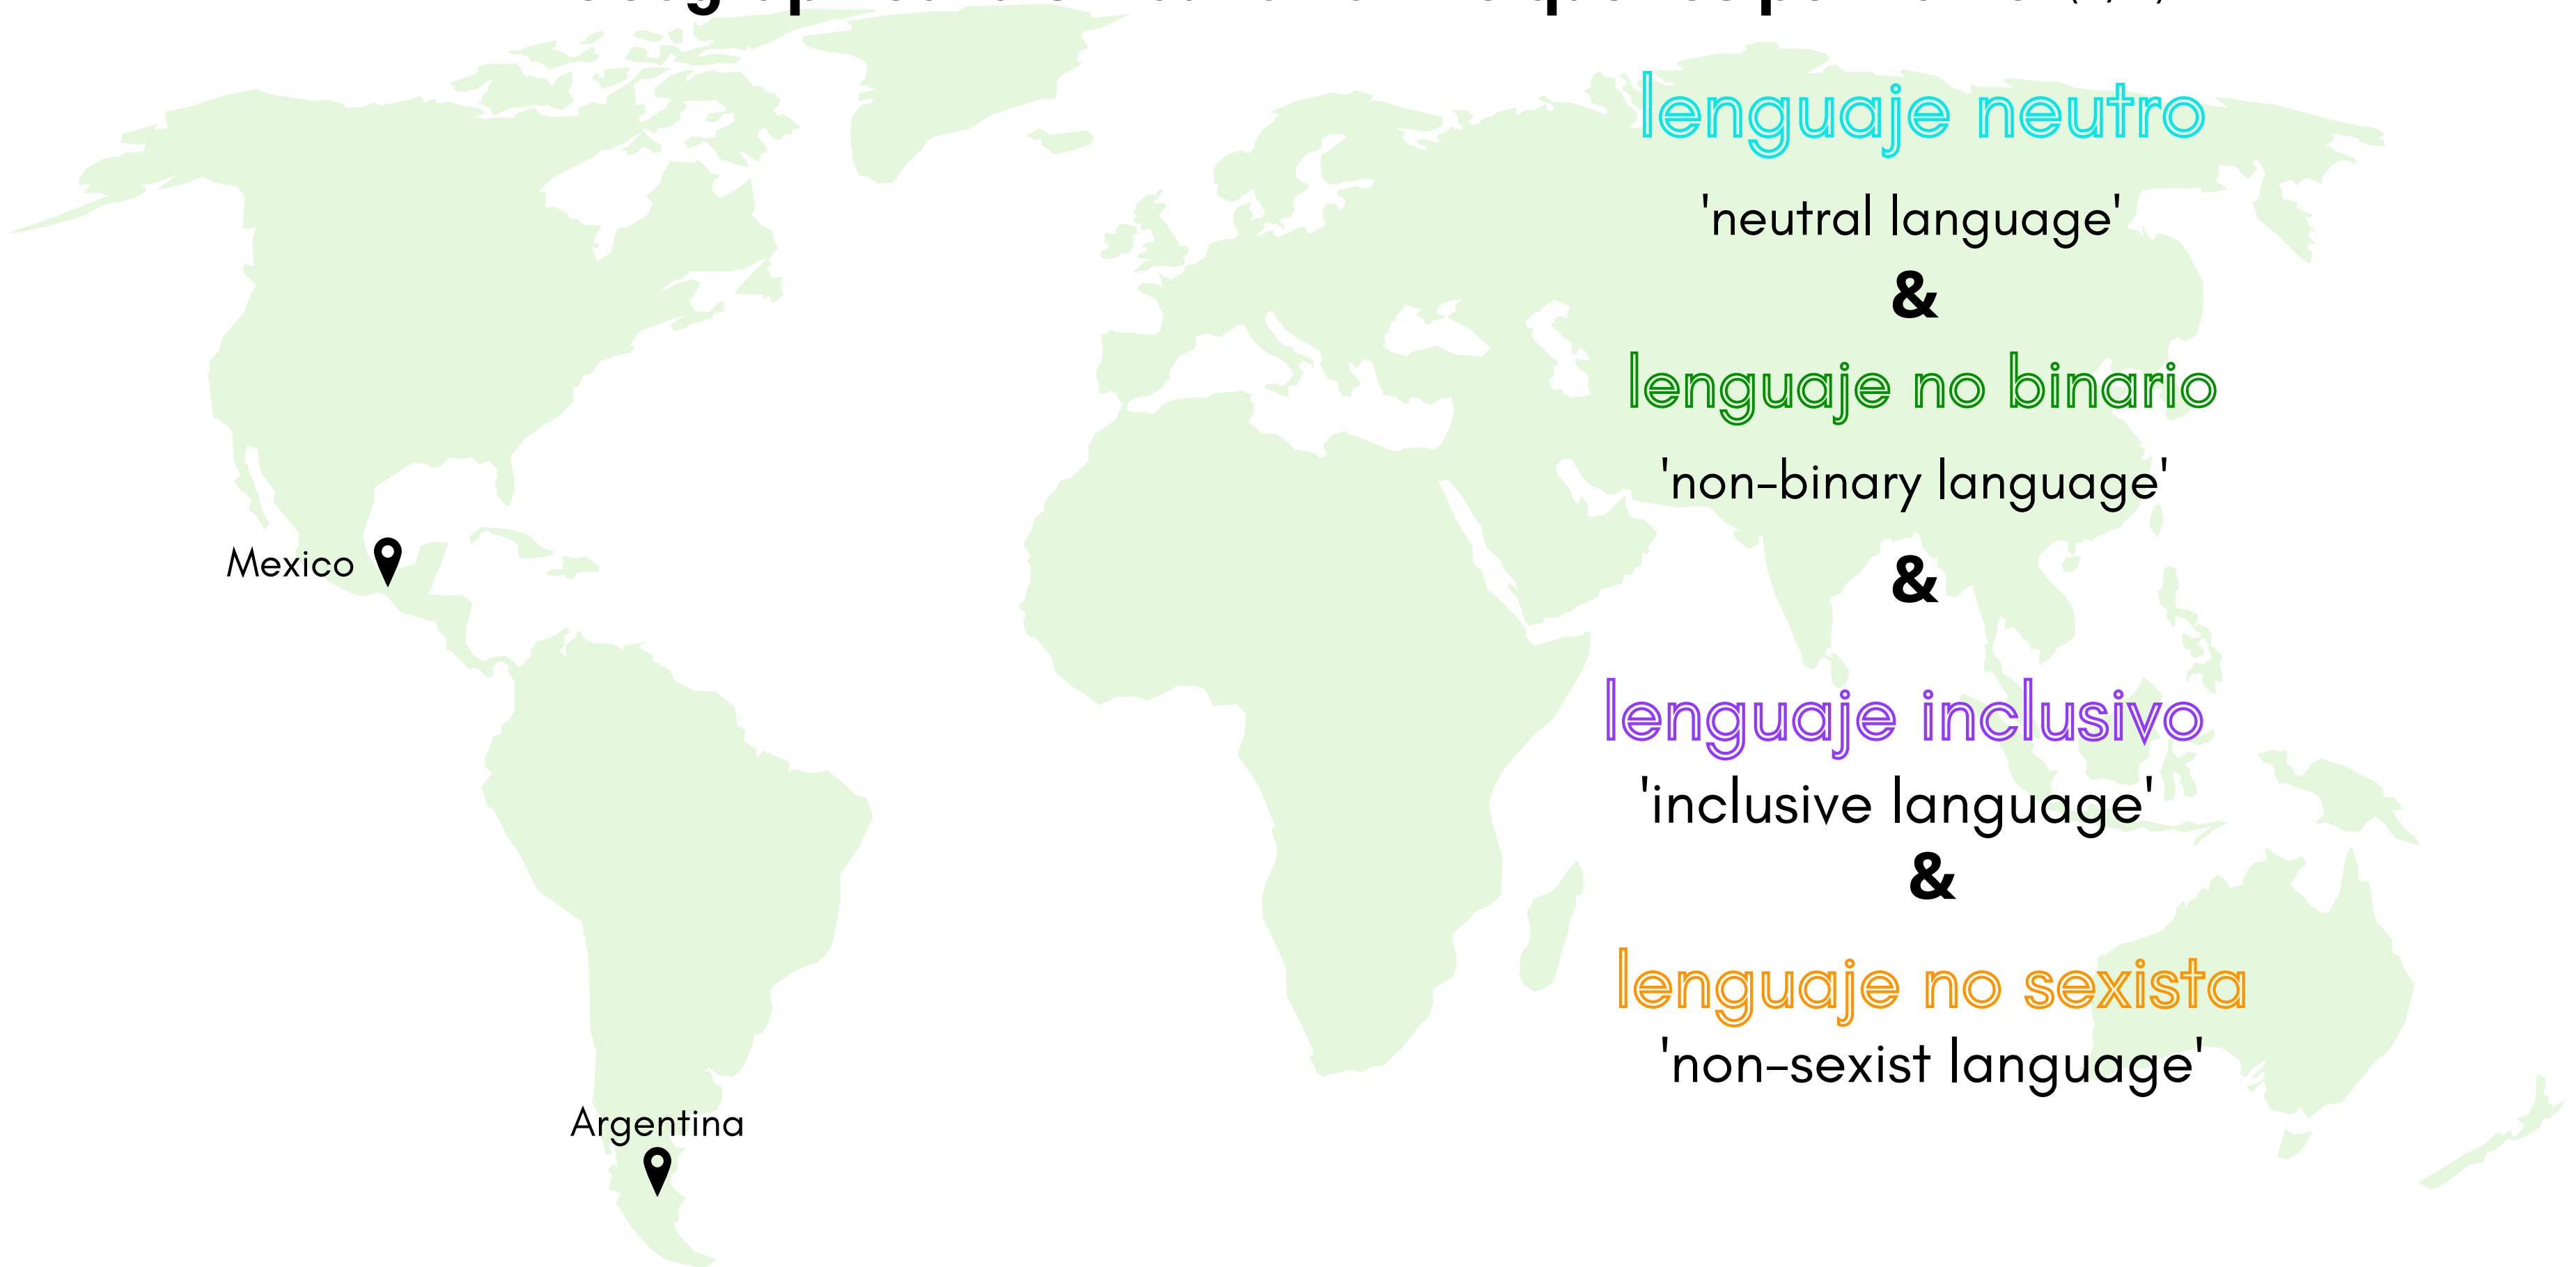 lenguaje neutro
'neutral language'
&
lenguaje no binario
'non-binary language'
&
lenguaje inclusivo
'inclusive language'
&
lenguaje no sexista
'non-sexist language'
Mexico
Argentina